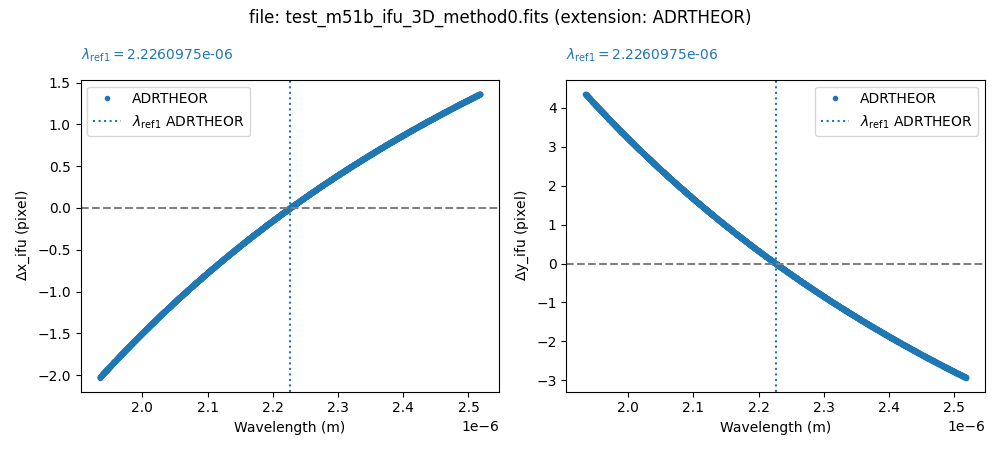 file: test_m51b_ifu_3D_method0.fits (extension: ADRTHEOR)
λref1 = 2.2260975e-06
ADRTHEOR
λref1 ADRTHEOR
1.5
1.0
0.5
0.0
−0.5
−1.0
−1.5
−2.0
Δx_ifu (pixel)
2.0
2.1
2.2
2.3
2.4
2.5
1e−6
Wavelength (m)
λref1 = 2.2260975e-06
ADRTHEOR
λref1 ADRTHEOR
4
3
2
1
0
−1
−2
−3
Δy_ifu (pixel)
2.0
2.1
2.2
2.3
2.4
2.5
1e−6
Wavelength (m)